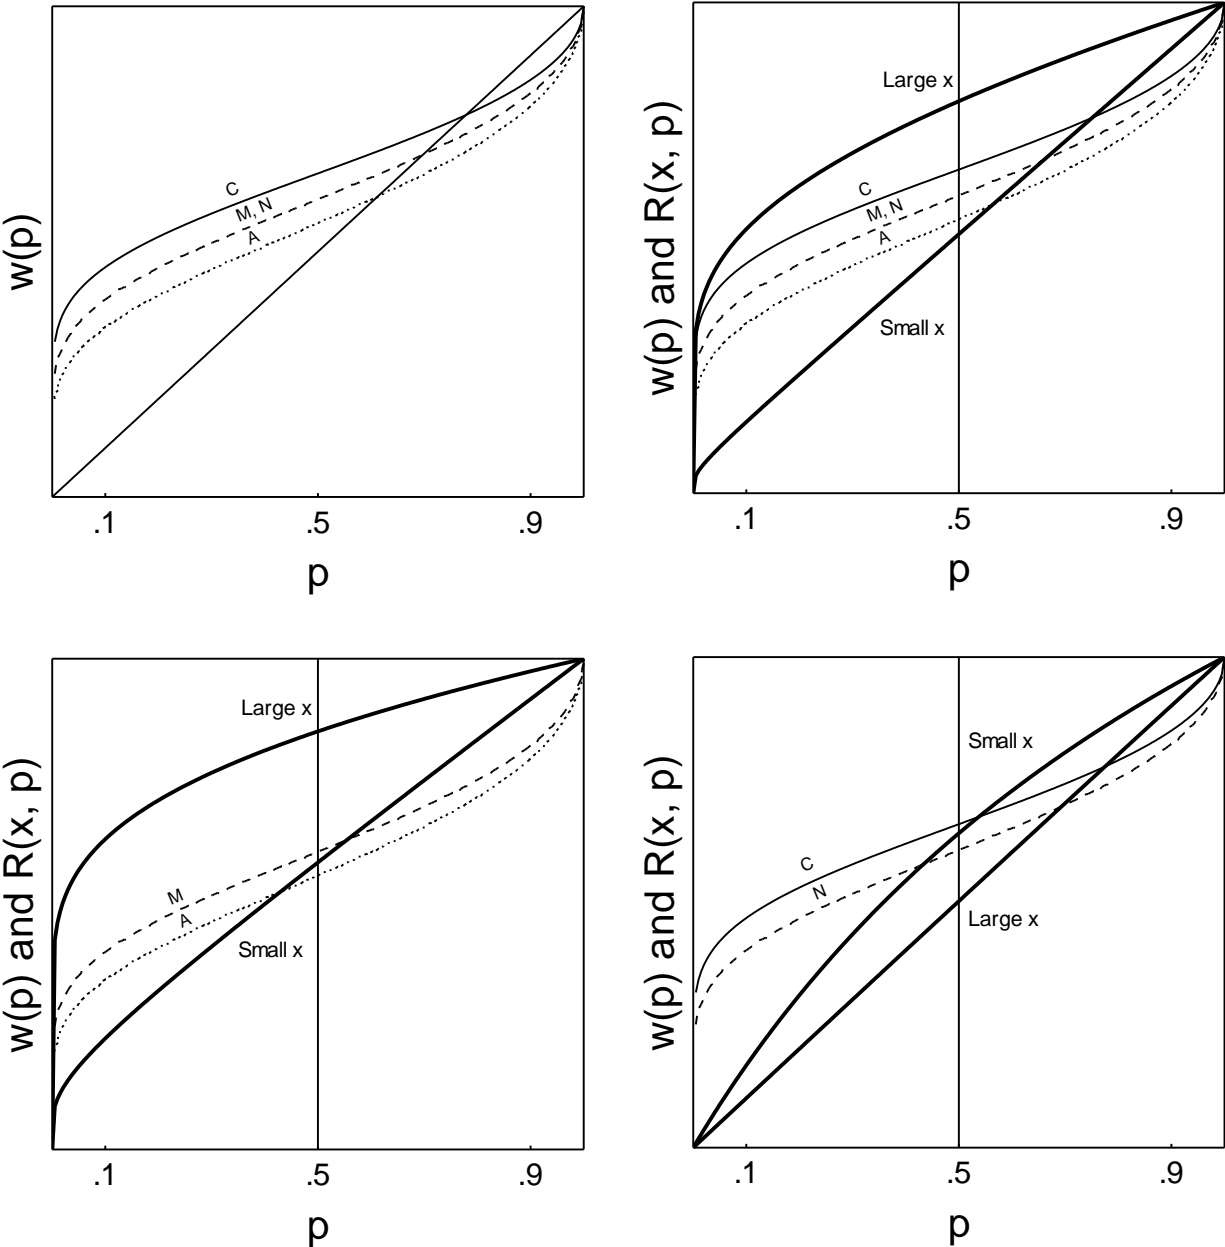 w(p)
C
M, N
A
.1
.5
.9
p
w(p) and R(x, p)
Large x
C
M, N
A
Small x
.1
.5
.9
p
w(p) and R(x, p)
Large x
M
A
Small x
.1
.5
.9
p
w(p) and R(x, p)
Small x
C
N
Large x
.1
.5
.9
p